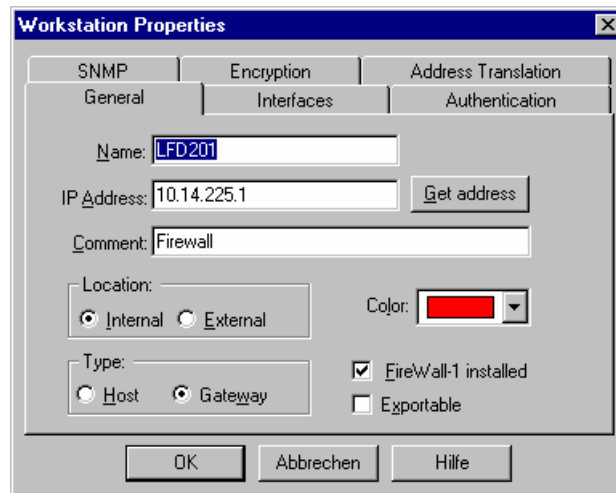 Workstation Properties
SNMP Encryption Address Translation
General Interfaces Authentication
Name: LFD201
IP Address: 10.14.225.1 Get address
Comment: Firewall
Location:
Internal External
Color:
Type:
Host Gateway
FireWall-1 installed
Exportable
OK Abbrechen Hilfe